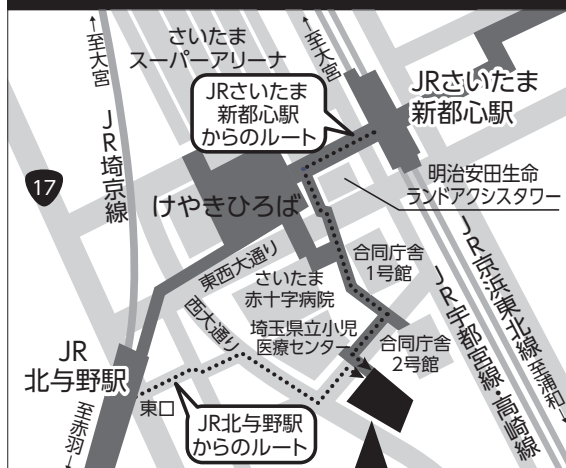 ←至大宮
さいたま
スーパーアリーナ
←至大宮
JRさいたま
新都心駅
からのルート
JRさいたま
新都心駅
JR埼京線
17
けやきひろば
明治安田生命
ランドアクシスタワー
東西大通り
さいたま
赤十字病院
合同庁舎
1号館
西大通り
埼玉県立小児
医療センター
合同庁舎
2号館
JR京浜東北線
JR宇都宮線・高崎線
至浦和→
JR
北与野駅
東口
至赤羽→
JR北与野駅
からのルート